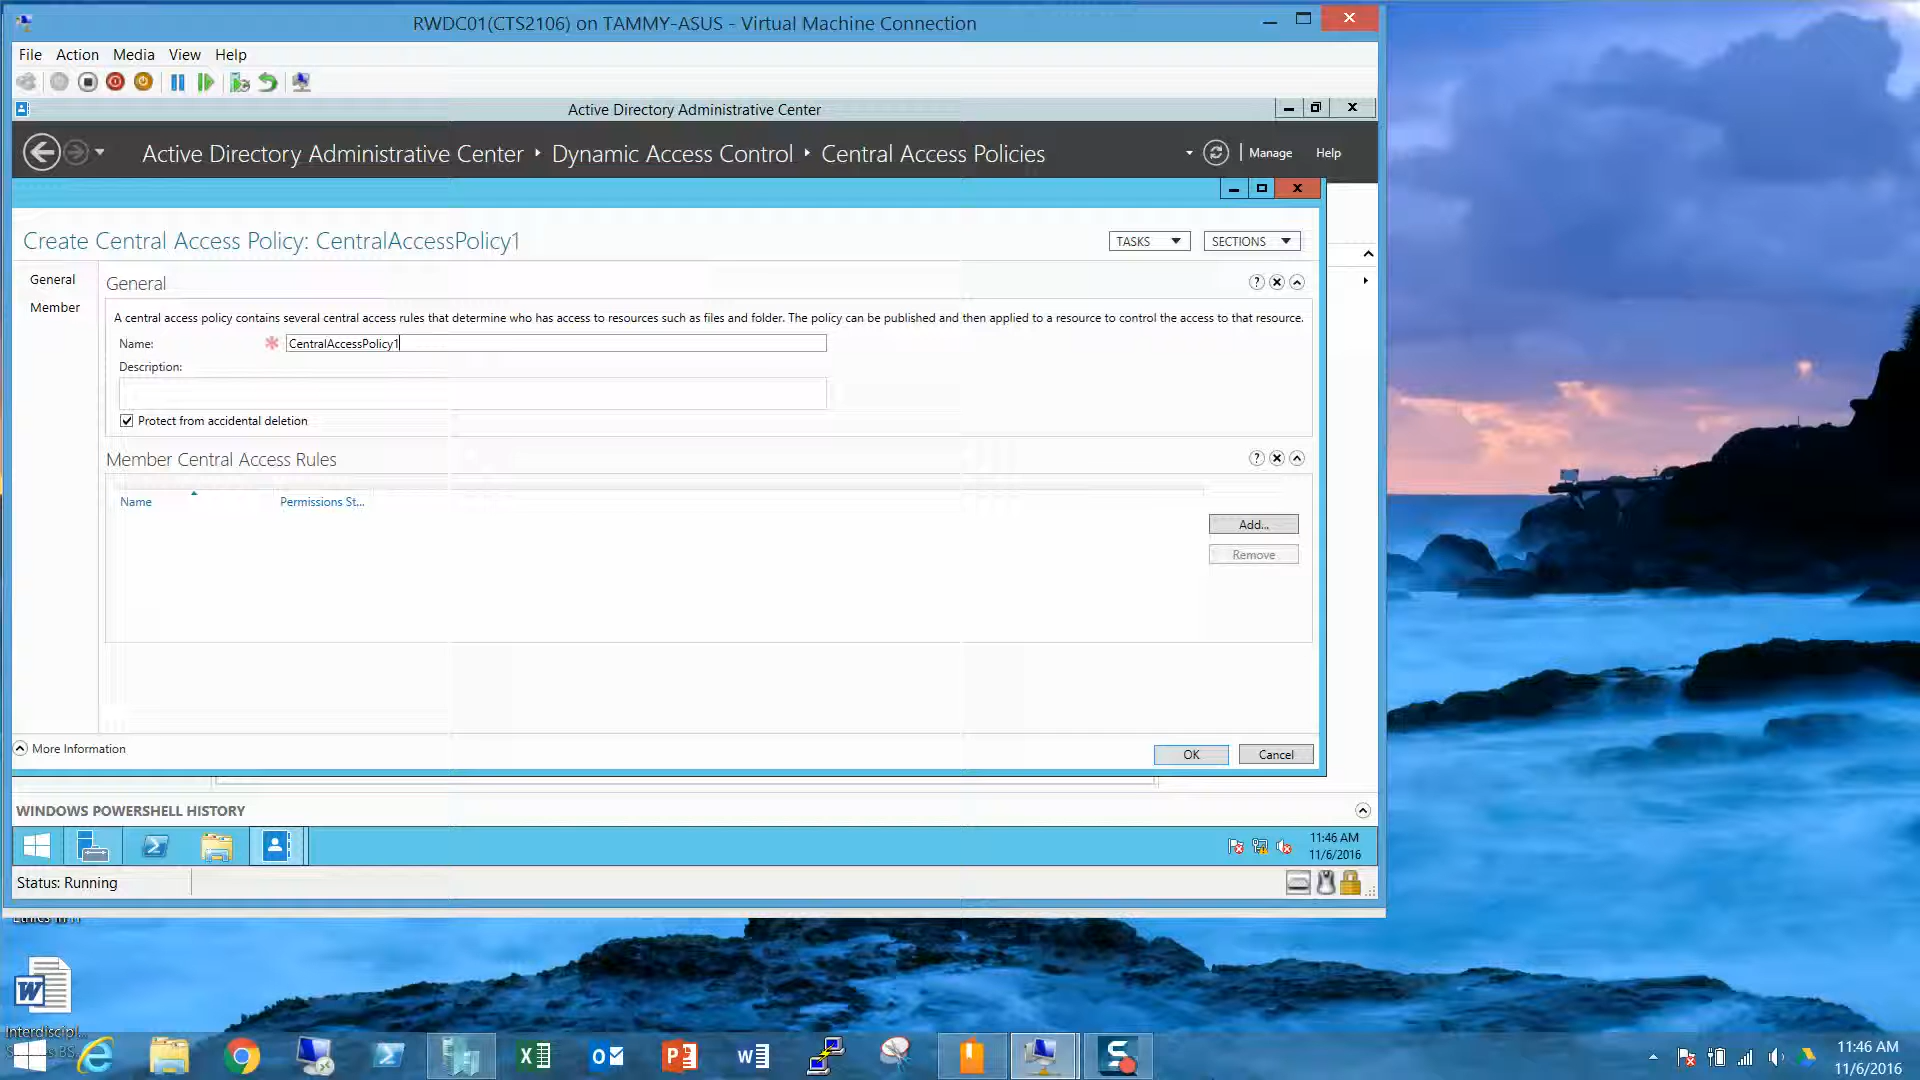 RWDC01(CTS2106) on TAMMY-ASUS - Virtual Machine Connection
File Action Media View Help
Active Directory Administrative Center
Active Directory Administrative Center Dynamic Access Control Central Access Policies Manage Help
Create Central Access Policy: CentralAccessPolicy1 TASKS SECTIONS
General
General
Member
A central access policy contains several central access rules that determine who has access to resources such as files and folder. The policy can be published and then applied to a resource to control the access to that resource.
Name: CentralAccessPolicy1
Description:
Protect from accidental deletion
Member Central Access Rules
Name Permissions St...
Add...
Remove
More Information
OK Cancel
WINDOWS POWERSHELL HISTORY
11:46 AM
11/6/2016
Status: Running
Ethics in IT
Interdiscipl...
11:46 AM
11/6/2016